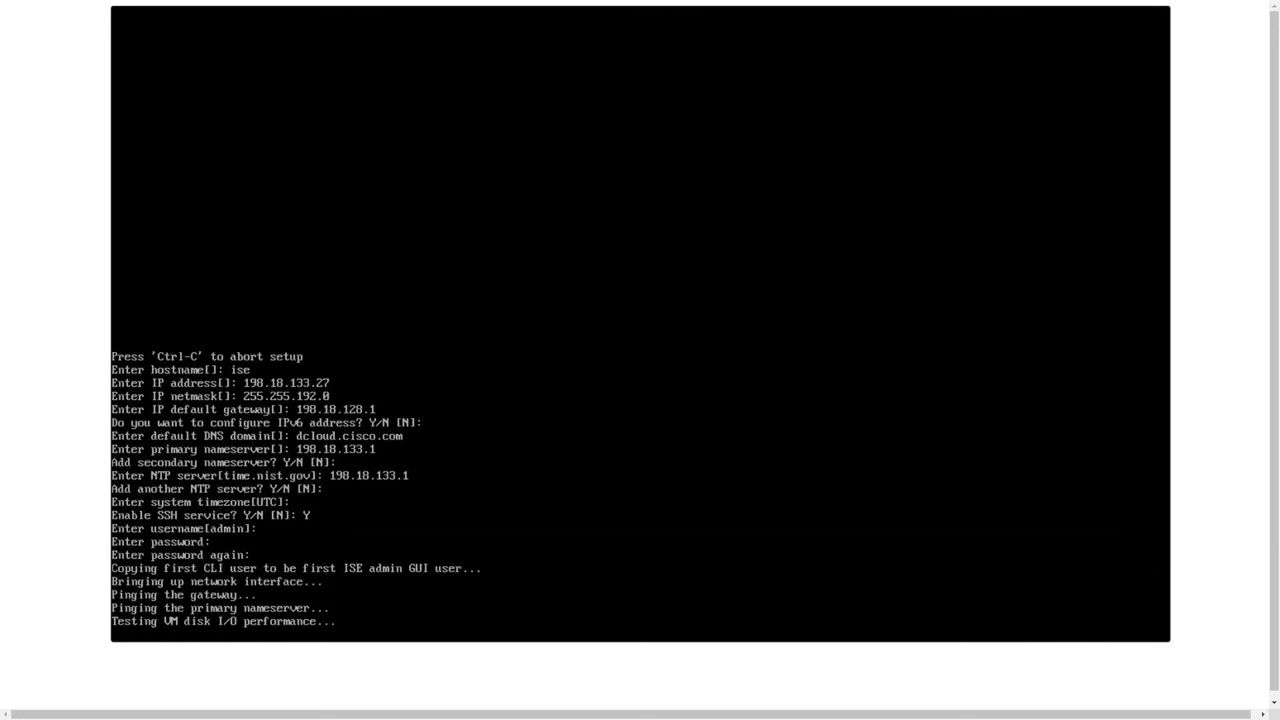 Press 'Ctrl-C' to abort setup
Enter hostname[]: ise
Enter IP address[]: 198.18.133.27
Enter IP netmask[]: 255.255.192.0
Enter IP default gateway[]: 198.18.128.1
Do you want to configure IPv6 address? Y/N [N]:
Enter default DNS domain[]: dcloud.cisco.com
Enter primary nameserver[]: 198.18.133.1
Add secondary nameserver? Y/N [N]:
Enter NTP server[time.nist.gov]: 198.18.133.1
Add another NTP server? Y/N [N]:
Enter system timezone[UTC]:
Enable SSH service? Y/N [N]: Y
Enter username[admin]:
Enter password:
Enter password again:
Copying first CLI user to be first ISE admin GUI user...
Bringing up network interface...
Pinging the gateway...
Pinging the primary nameserver...
Testing VM disk I/O performance...